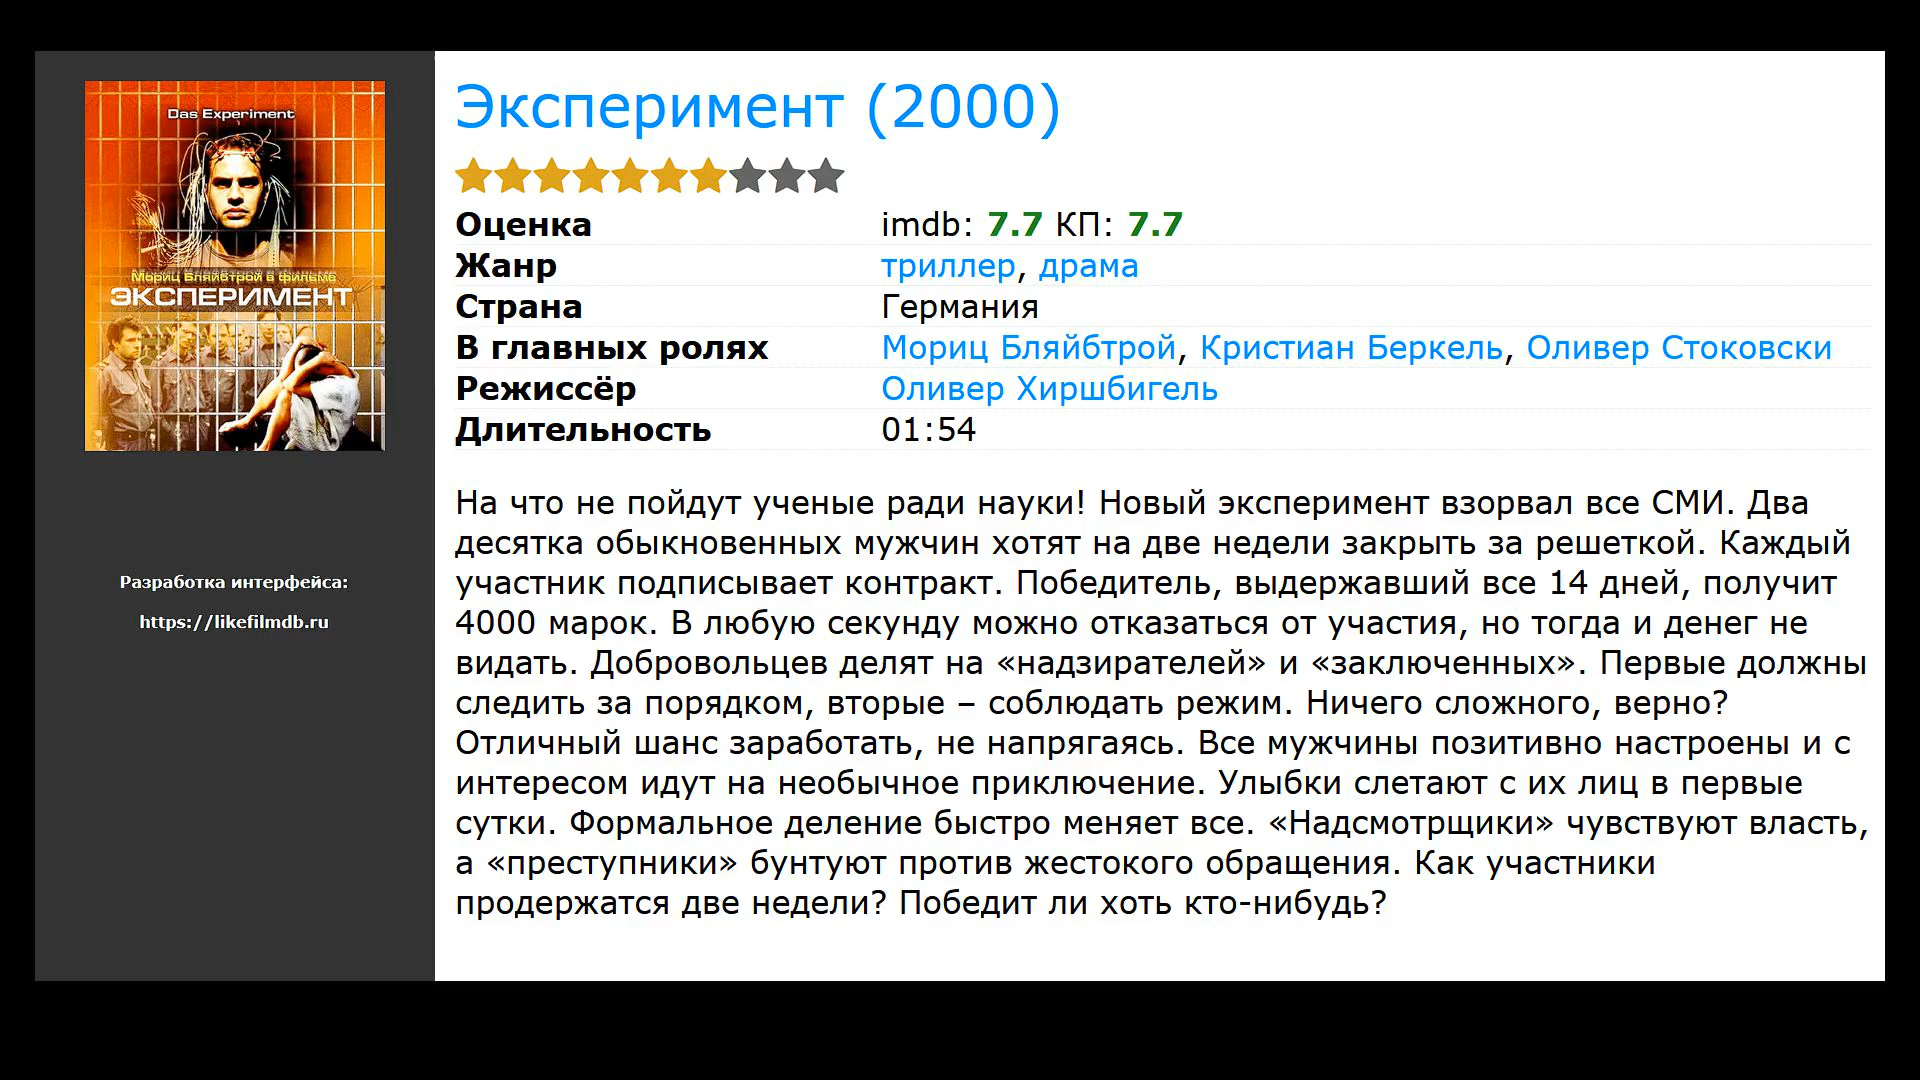 Das Experiment
Мориц Бляйбтрой в фильме
ЭКСПЕРИМЕНТ
Разработка интерфейса:
https://likefilmdb.ru
Эксперимент (2000)
Оценка imdb: 7.7 КП: 7.7
Жанр триллер, драма
Страна Германия
В главных ролях Мориц Бляйбтрой, Кристиан Беркель, Оливер Стоковски
Режиссёр Оливер Хиршбигель
Длительность 01:54
На что не пойдут ученые ради науки! Новый эксперимент взорвал все СМИ. Два
десятка обыкновенных мужчин хотят на две недели закрыть за решеткой. Каждый
участник подписывает контракт. Победитель, выдержавший все 14 дней, получит
4000 марок. В любую секунду можно отказаться от участия, но тогда и денег не
видать. Добровольцев делят на «надзирателей» и «заключенных». Первые должны
следить за порядком, вторые – соблюдать режим. Ничего сложного, верно?
Отличный шанс заработать, не напрягаясь. Все мужчины позитивно настроены и с
интересом идут на необычное приключение. Улыбки слетают с их лиц в первые
сутки. Формальное деление быстро меняет все. «Надсмотрщики» чувствуют власть,
а «преступники» бунтуют против жестокого обращения. Как участники
продержатся две недели? Победит ли хоть кто-нибудь?